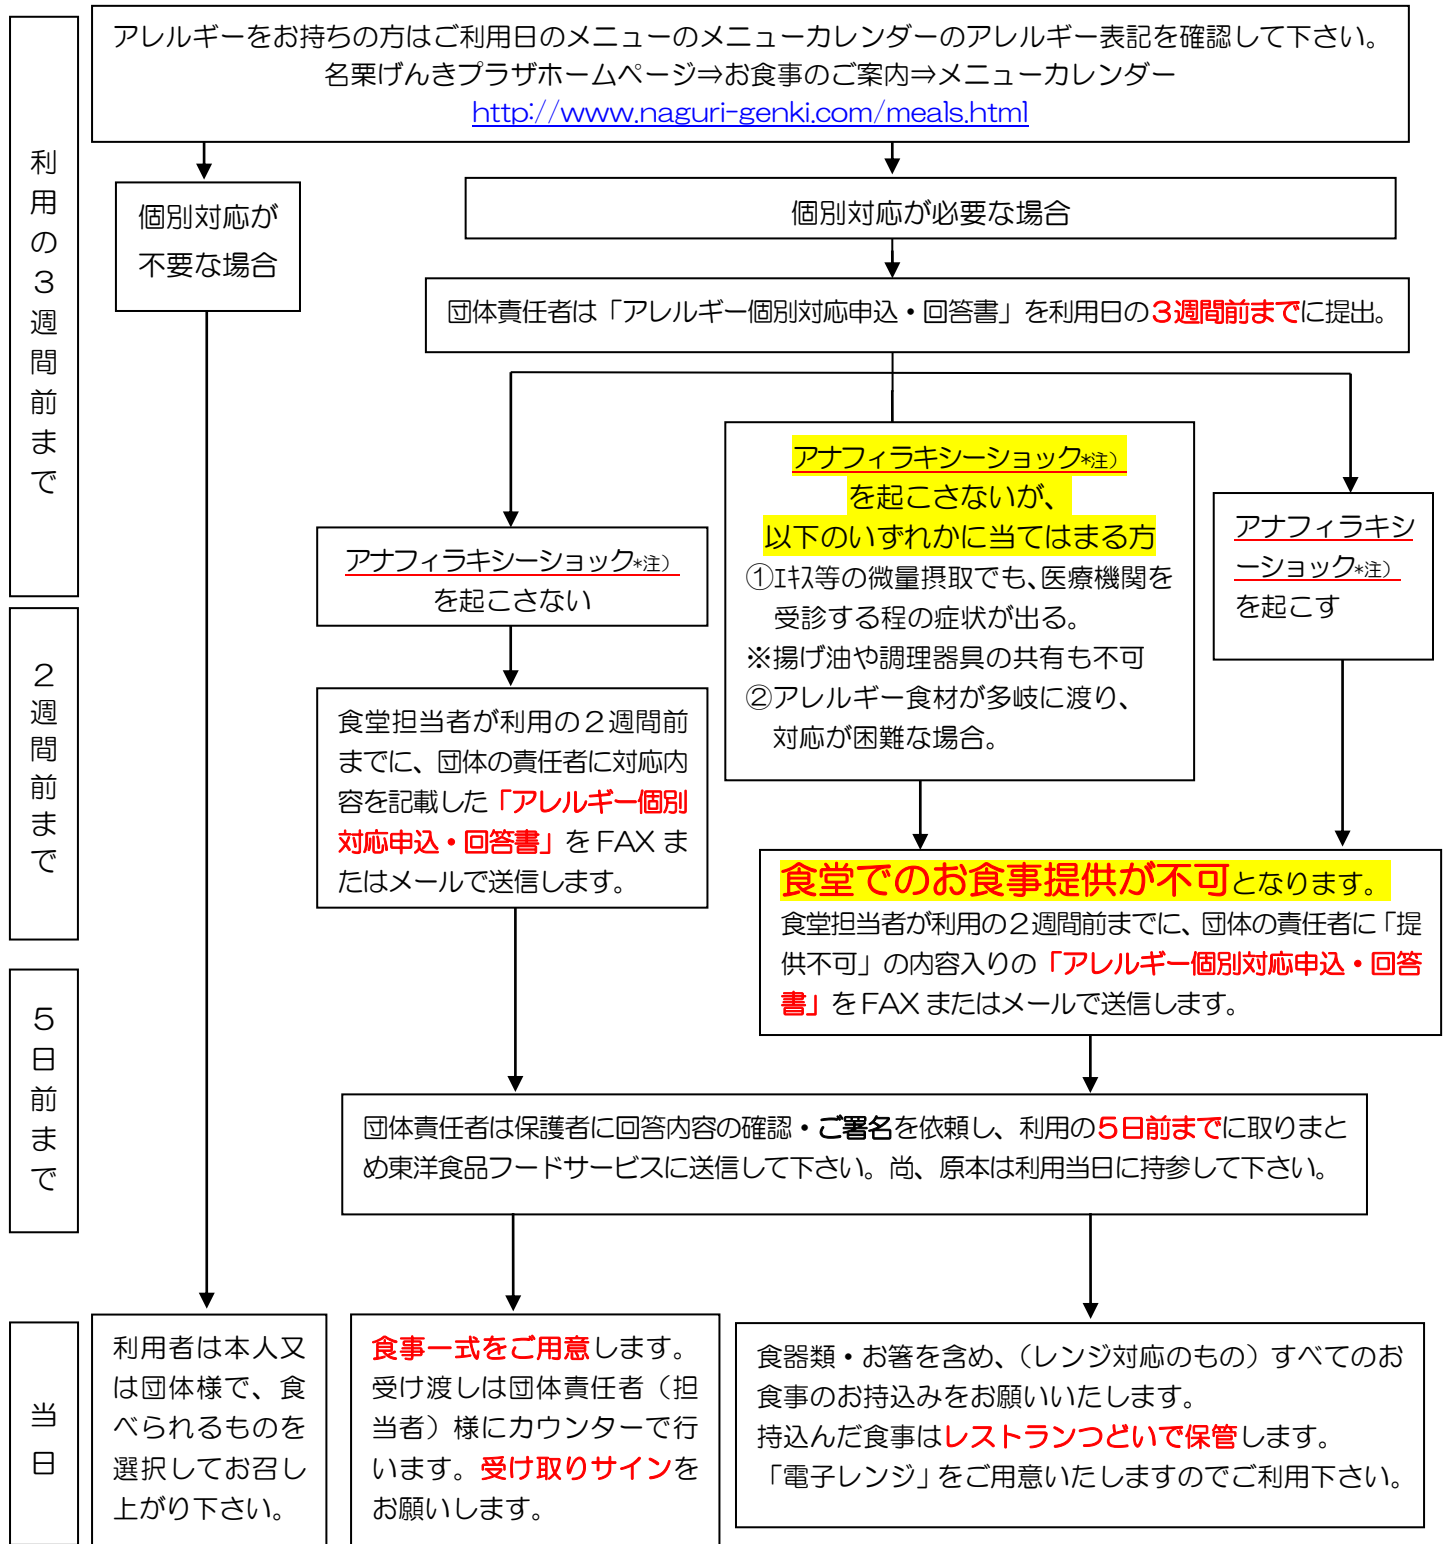 アレルギーをお持ちの方はご利用日のメニューのメニューカレンダーのアレルギー表記を確認して下さい。
名栗げんきプラザホームページ⇒お食事のご案内⇒メニューカレンダー
http://www.naguri-genki.com/meals.html
利用の3週間前まで
個別対応が
不要な場合
個別対応が必要な場合
団体責任者は「アレルギー個別対応申込・回答書」を利用日の3週間前までに提出。
アナフィラキシーショック*注)
を起こさない
アナフィラキシーショック*注)
を起こさないが、
以下のいずれかに当てはまる方
①エキス等の微量摂取でも、医療機関を
受診する程の症状が出る。
※揚げ油や調理器具の共有も不可
②アレルギー食材が多岐に渡り、
対応が困難な場合。
アナフィラキシ
ーショック*注)
を起こす
2週間前まで
食堂担当者が利用の2週間前
までに、団体の責任者に対応内
容を記載した「アレルギー個別
対応申込・回答書」をFAXま
たはメールで送信します。
食堂でのお食事提供が不可となります。
食堂担当者が利用の2週間前までに、団体の責任者に「提
供不可」の内容入りの「アレルギー個別対応申込・回答
書」をFAXまたはメールで送信します。
5日前まで
団体責任者は保護者に回答内容の確認・ご署名を依頼し、利用の5日前までに取りまと
め東洋食品フードサービスに送信して下さい。尚、原本は利用当日に持参して下さい。
当日
利用者は本人又
は団体様で、食
べられるものを
選択してお召し
上がり下さい。
食事一式をご用意します。
受け渡しは団体責任者（担
当者）様にカウンターで行
います。受け取りサインを
お願いします。
食器類・お箸を含め、（レンジ対応のもの）すべてのお
食事のお持込みをお願いいたします。
持込んだ食事はレストランつどいで保管します。
「電子レンジ」をご用意いたしますのでご利用下さい。